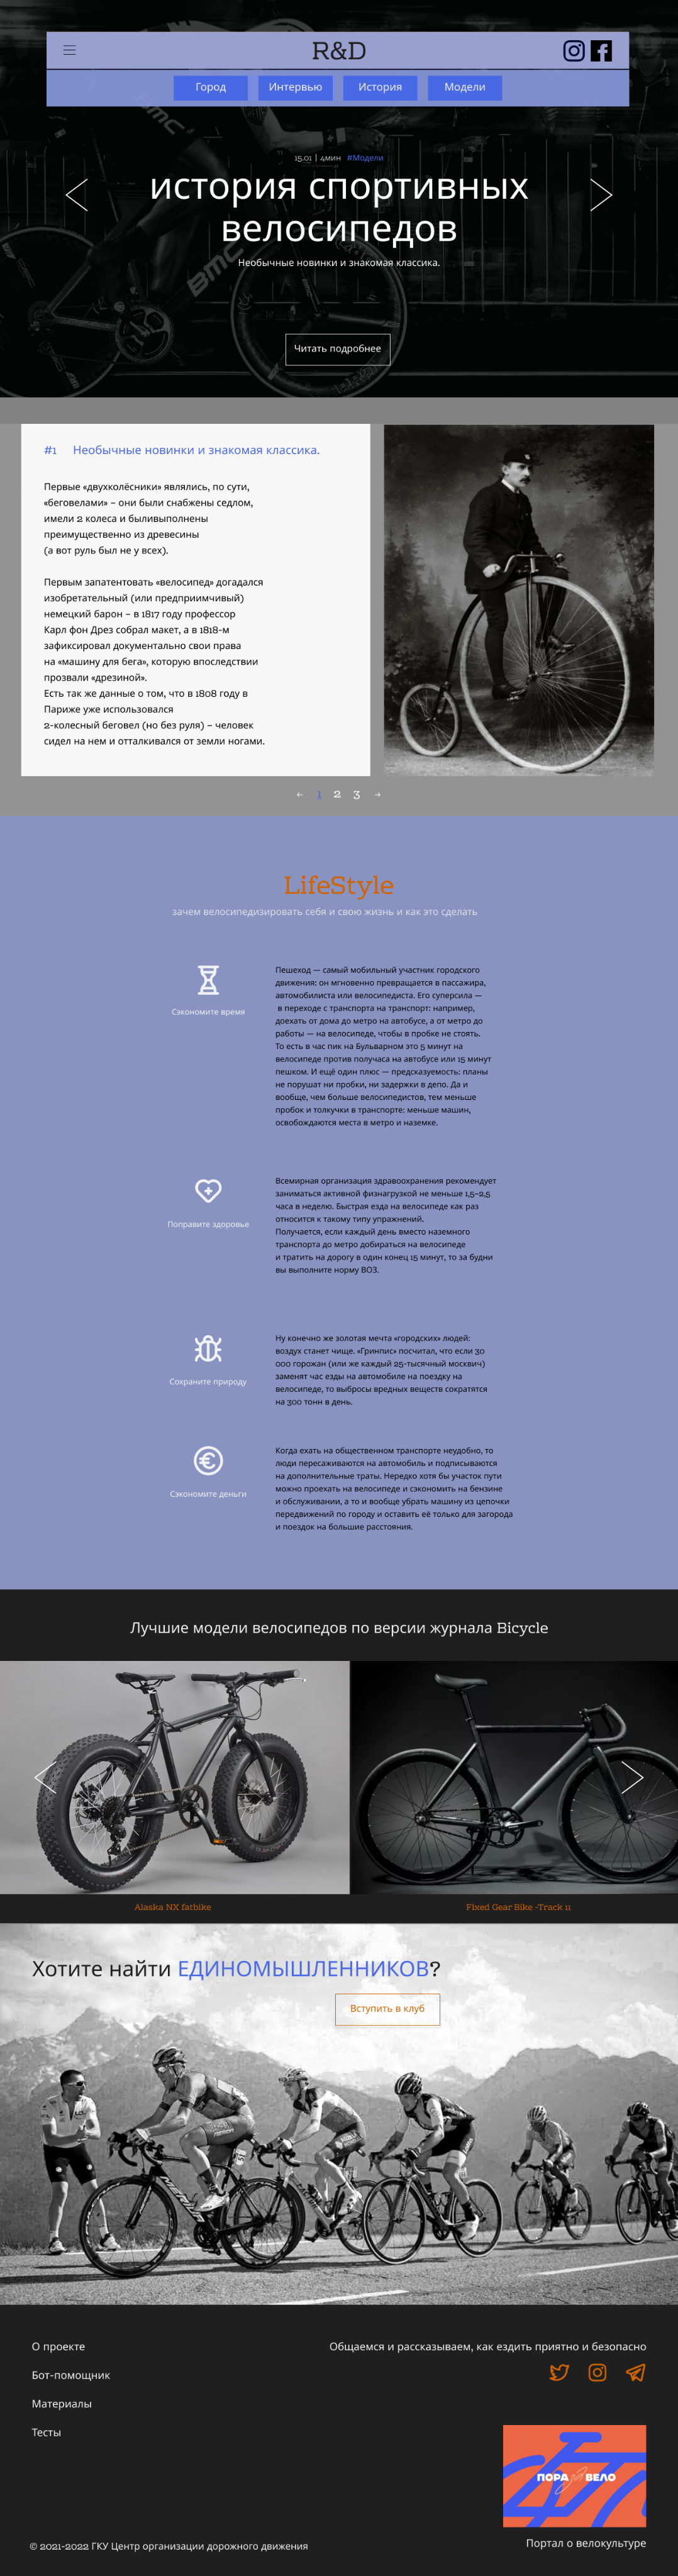 R&D
Город
Интервью
История
Модели
15.01 | 4мин #Модели
история спортивных
велосипедов
Необычные новинки и знакомая классика.
BMC
Читать подробнее
#1 Необычные новинки и знакомая классика.
Первые «двухколёсники» являлись, по сути,
«беговелами» – они были снабжены седлом,
имели 2 колеса и быливыполнены
преимущественно из древесины
(а вот руль был не у всех).
Первым запатентовать «велосипед» догадался
изобретательный (или предприимчивый)
немецкий барон – в 1817 году профессор
Карл фон Дрез собрал макет, а в 1818-м
зафиксировал документально свои права
на «машину для бега», которую впоследствии
прозвали «дрезиной».
Есть так же данные о том, что в 1808 году в
Париже уже использовался
2-колесный беговел (но без руля) – человек
сидел на нем и отталкивался от земли ногами.
← 1 2 3 →
LifeStyle
зачем велосипедизировать себя и свою жизнь и как это сделать
Сэкономите время
Пешеход — самый мобильный участник городского
движения: он мгновенно превращается в пассажира,
автомобилиста или велосипедиста. Его суперсила —
в переходе с транспорта на транспорт: например,
доехать от дома до метро на автобусе, а от метро до
работы — на велосипеде, чтобы в пробке не стоять.
То есть в час пик на Бульварном это 5 минут на
велосипеде против получаса на автобусе или 15 минут
пешком. И ещё один плюс — предсказуемость: планы
не порушат ни пробки, ни задержки в депо. Да и
вообще, чем больше велосипедистов, тем меньше
пробок и толкучки в транспорте: меньше машин,
освобождаются места в метро и наземке.
Поправите здоровье
Всемирная организация здравоохранения рекомендует
заниматься активной физнагрузкой не меньше 1,5–2,5
часа в неделю. Быстрая езда на велосипеде как раз
относится к такому типу упражнений.
Получается, если каждый день вместо наземного
транспорта до метро добираться на велосипеде
и тратить на дорогу в один конец 15 минут, то за будни
вы выполните норму ВОЗ.
Сохраните природу
Ну конечно же золотая мечта «городских» людей:
воздух станет чище. «Гринпис» посчитал, что если 30
000 горожан (или же каждый 25-тысячный москвич)
заменят час езды на автомобиле на поездку на
велосипеде, то выбросы вредных веществ сократятся
на 300 тонн в день.
Сэкономите деньги
Когда ехать на общественном транспорте неудобно, то
люди пересаживаются на автомобиль и подписываются
на дополнительные траты. Нередко хотя бы участок пути
можно проехать на велосипеде и сэкономить на бензине
и обслуживании, а то и вообще убрать машину из цепочки
передвижений по городу и оставить её только для загорода
и поездок на большие расстояния.
Лучшие модели велосипедов по версии журнала Bicycle
Alaska NX fatbike
Fixed Gear Bike -Track 11
Хотите найти ЕДИНОМЫШЛЕННИКОВ?
Вступить в клуб
О проекте
Бот-помощник
Материалы
Тесты
Общаемся и рассказываем, как ездить приятно и безопасно
ПОРА ЗА ВЕЛО
Портал о велокультуре
© 2021-2022 ГКУ Центр организации дорожного движения